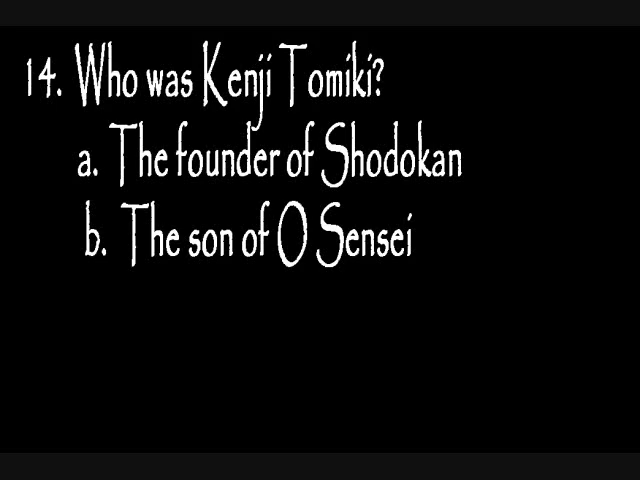 14. Who was Kenji Tomiki?
a. The founder of Shodokan
b. The son of O Sensei